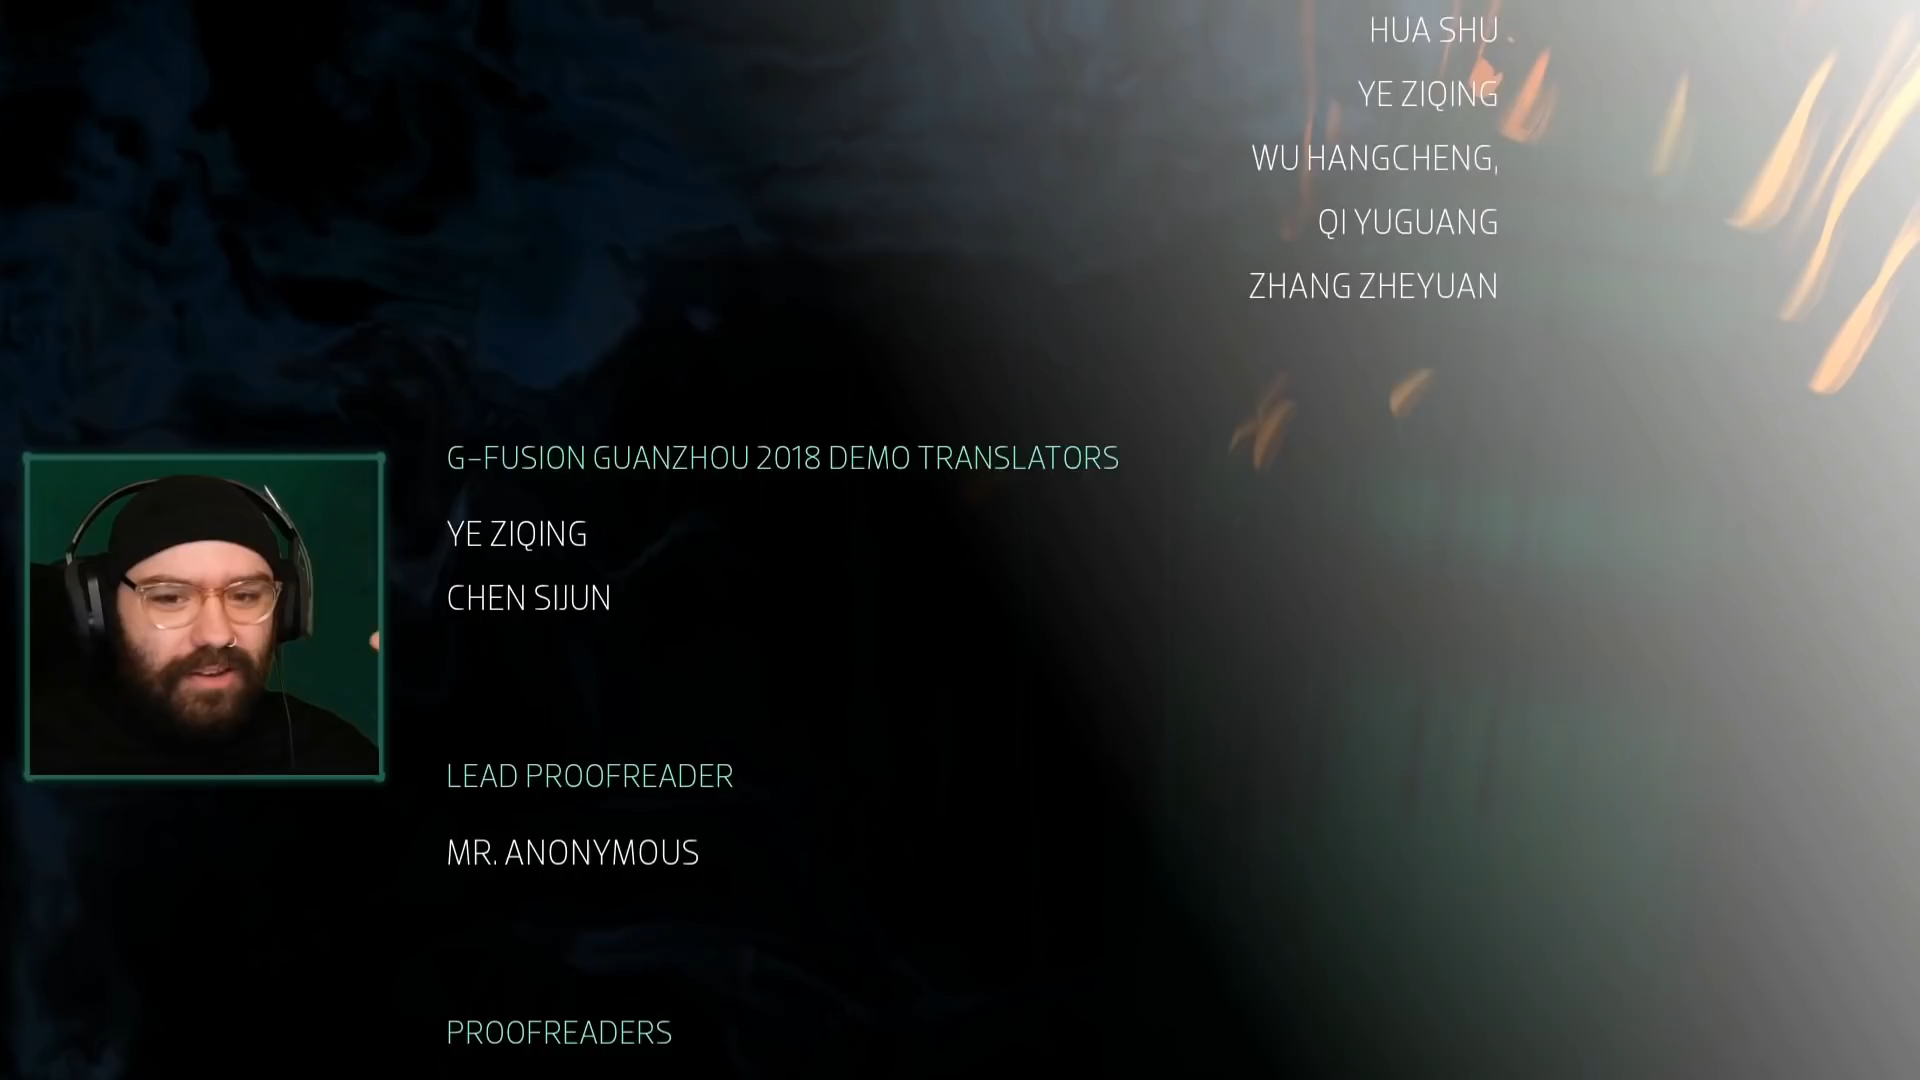 HUA SHU
YE ZIQING
WU HANGCHENG,
QI YUGUANG
ZHANG ZHEYUAN
G-FUSION GUANZHOU 2018 DEMO TRANSLATORS
YE ZIQING
CHEN SIJUN
LEAD PROOFREADER
MR. ANONYMOUS
PROOFREADERS